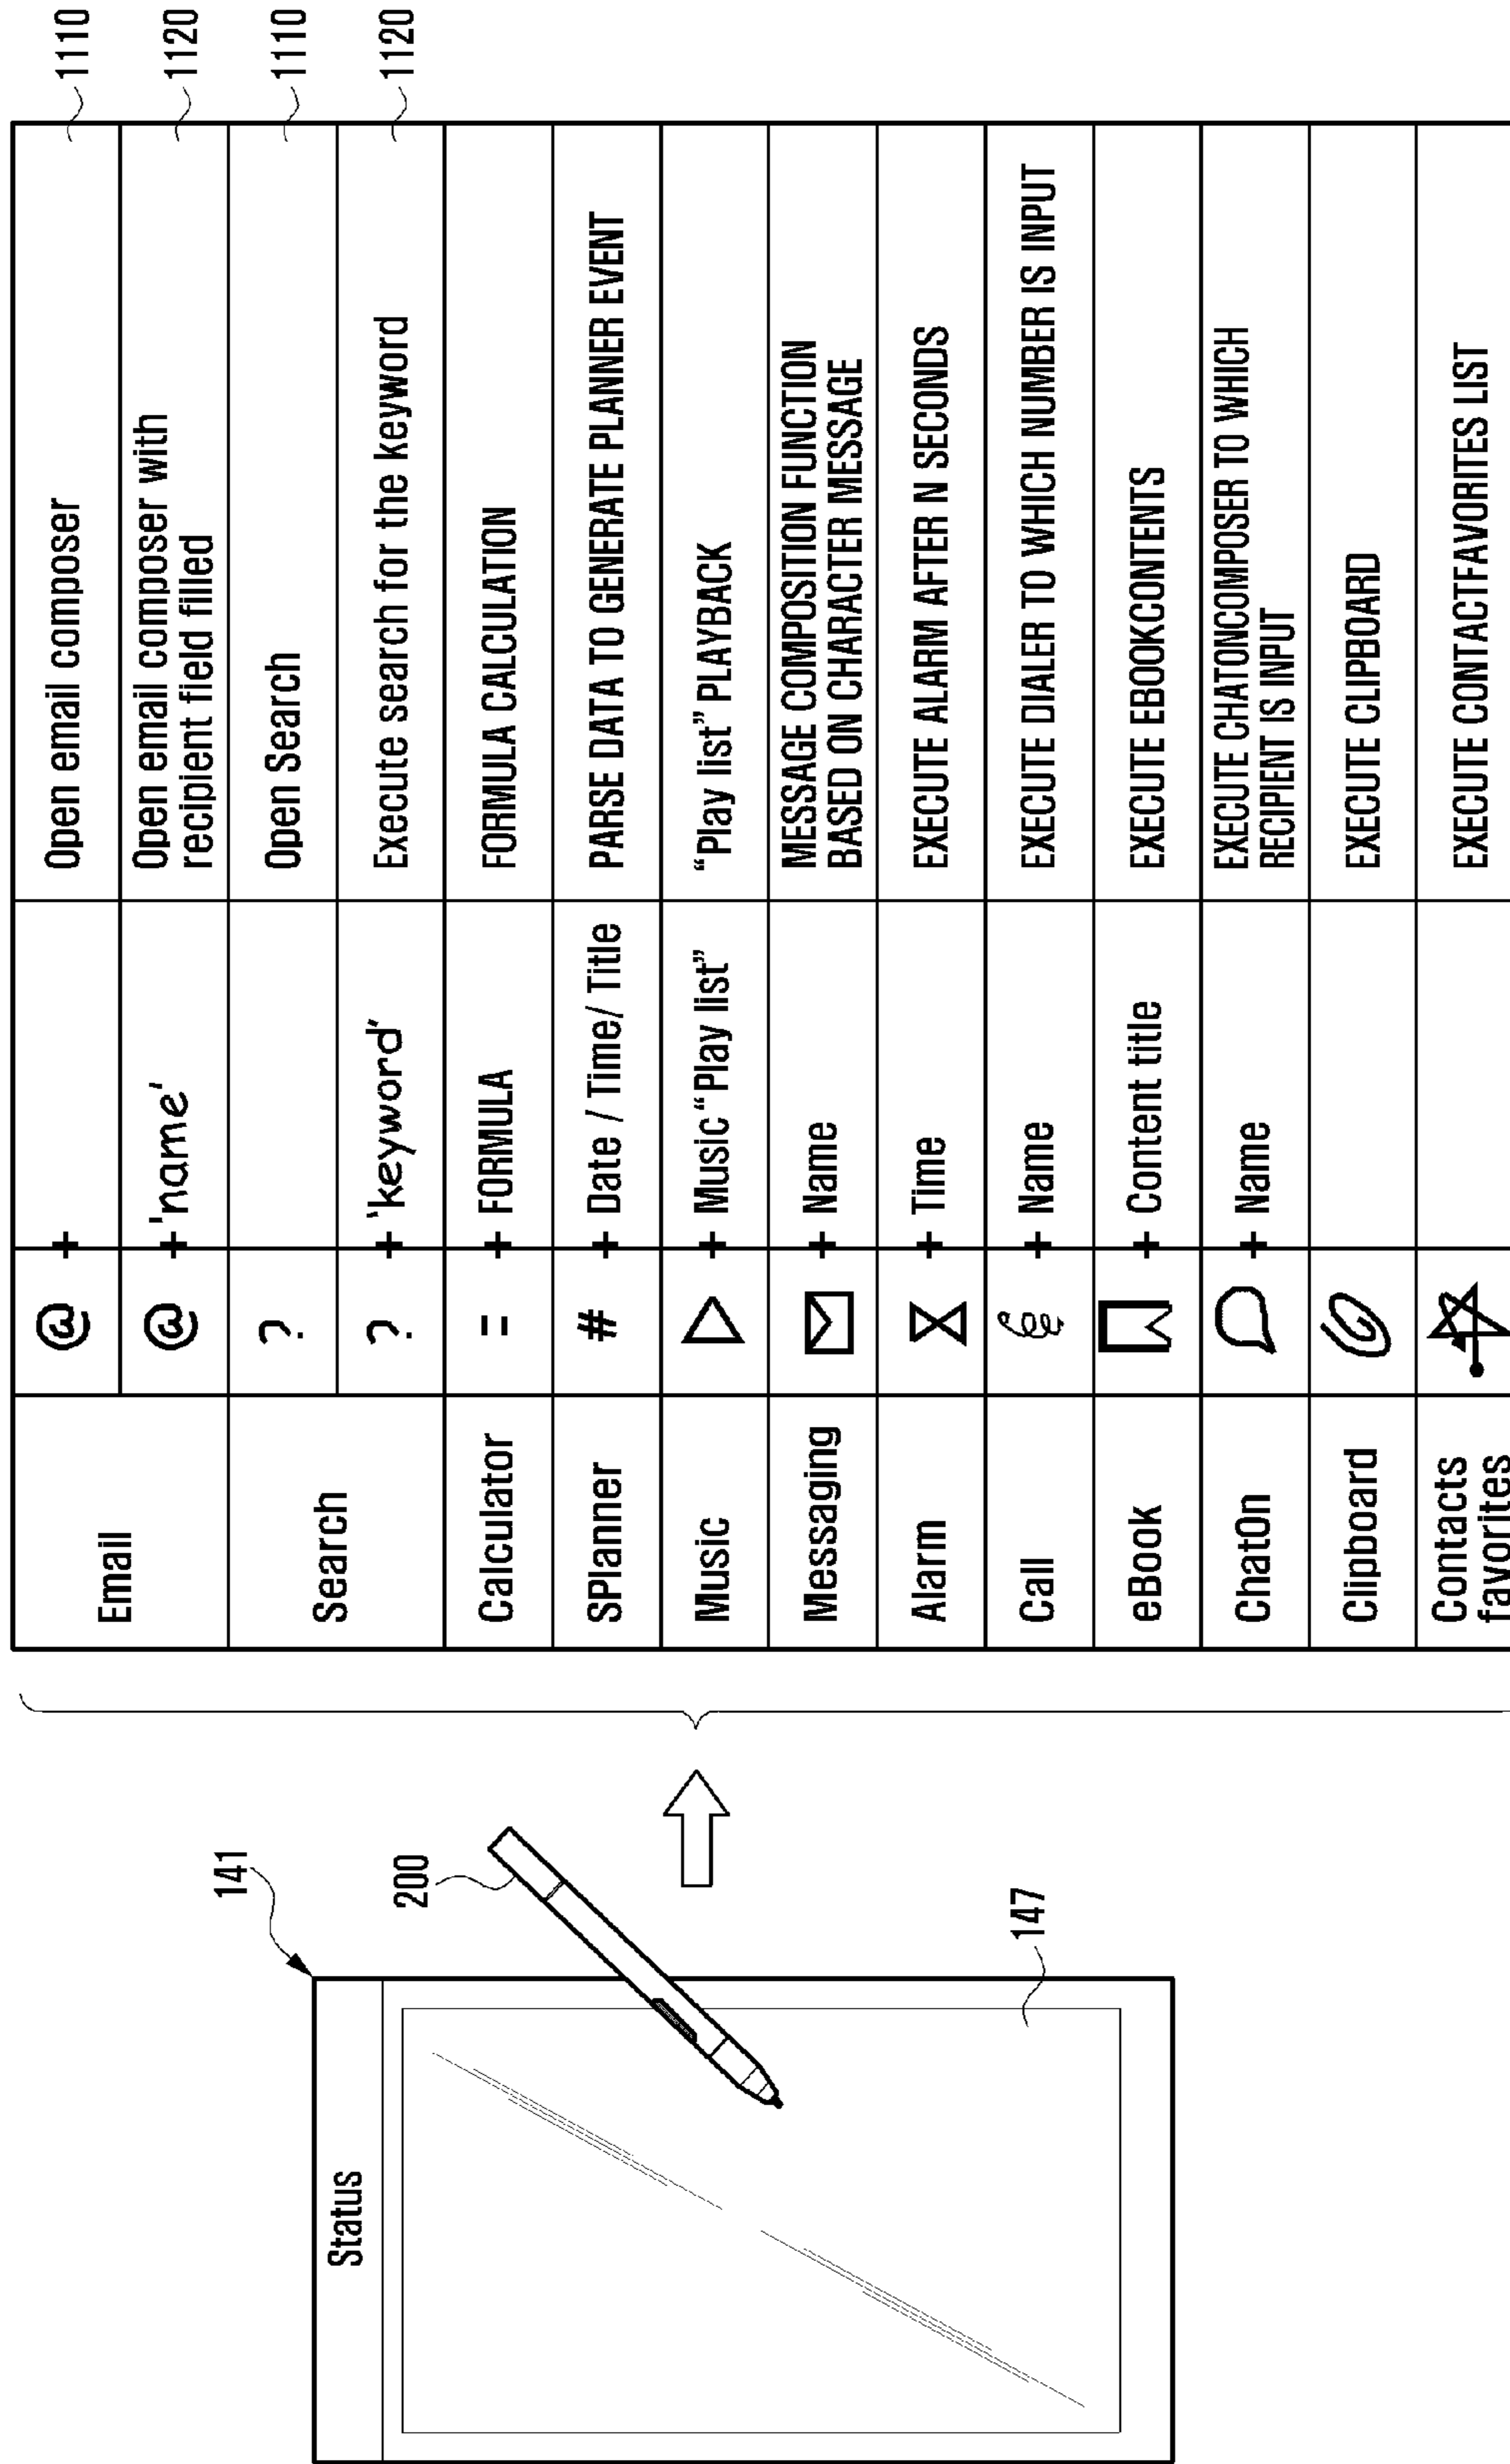 141
Status
200
147
Email
@ +
Open email composer
1110
@ + 'name'
Open email composer with
recipient field filled
1120
Search
?
Open Search
1110
? + 'keyword'
Execute search for the keyword
1120
Calculator
= + FORMULA
FORMULA CALCULATION
SPlanner
# + Date / Time/ Title
PARSE DATA TO GENERATE PLANNER EVENT
Music
+ Music “Play list”
“Play list” PLAYBACK
Messaging
+ Name
MESSAGE COMPOSITION FUNCTION
BASED ON CHARACTER MESSAGE
Alarm
+ Time
EXECUTE ALARM AFTER N SECONDS
Call
+ Name
EXECUTE DIALER TO WHICH NUMBER IS INPUT
eBook
+ Content title
EXECUTE EBOOKCONTENTS
ChatOn
+ Name
EXECUTE CHATONCOMPOSER TO WHICH
RECIPIENT IS INPUT
Clipboard
EXECUTE CLIPBOARD
Contacts
favorites
EXECUTE CONTACTFAVORITES LIST